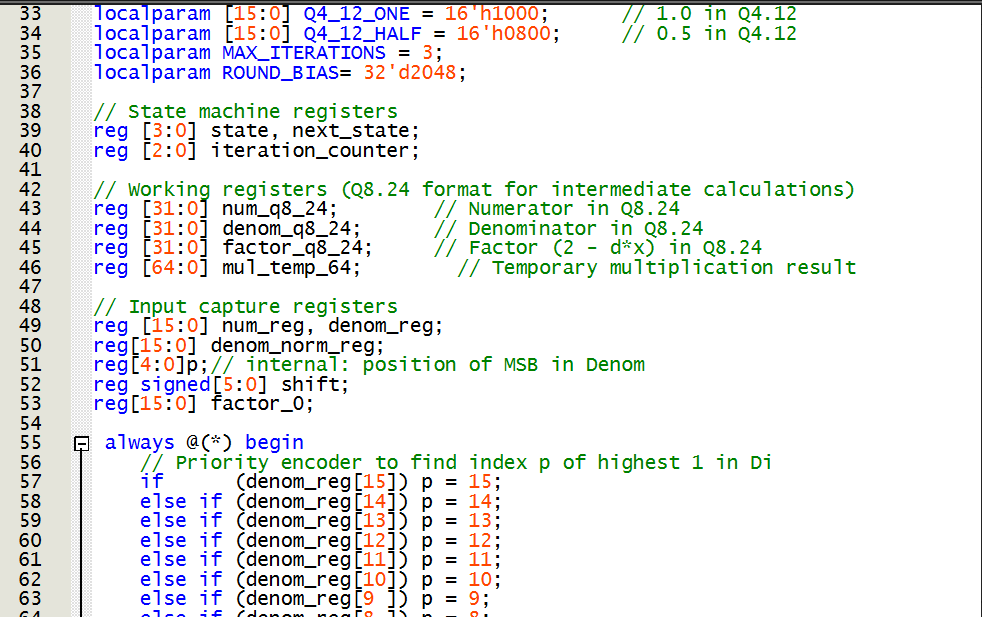 33 localparam [15:0] Q4_12_ONE = 16'h1000; // 1.0 in Q4.12
34 localparam [15:0] Q4_12_HALF = 16'h0800; // 0.5 in Q4.12
35 localparam MAX_ITERATIONS = 3;
36 localparam ROUND_BIAS= 32'd2048;
37
38 // State machine registers
39 reg [3:0] state, next_state;
40 reg [2:0] iteration_counter;
41
42 // Working registers (Q8.24 format for intermediate calculations)
43 reg [31:0] num_q8_24; // Numerator in Q8.24
44 reg [31:0] denom_q8_24; // Denominator in Q8.24
45 reg [31:0] factor_q8_24; // Factor (2 - d*x) in Q8.24
46 reg [64:0] mul_temp_64; // Temporary multiplication result
47
48 // Input capture registers
49 reg [15:0] num_reg, denom_reg;
50 reg[15:0] denom_norm_reg;
51 reg[4:0]p;// internal: position of MSB in Denom
52 reg signed[5:0] shift;
53 reg[15:0] factor_0;
54
55 always @(*) begin
56 // Priority encoder to find index p of highest 1 in Di
57 if (denom_reg[15]) p = 15;
58 else if (denom_reg[14]) p = 14;
59 else if (denom_reg[13]) p = 13;
60 else if (denom_reg[12]) p = 12;
61 else if (denom_reg[11]) p = 11;
62 else if (denom_reg[10]) p = 10;
63 else if (denom_reg[9 ]) p = 9;
64 else if (denom_reg[8 ]) p = 8;